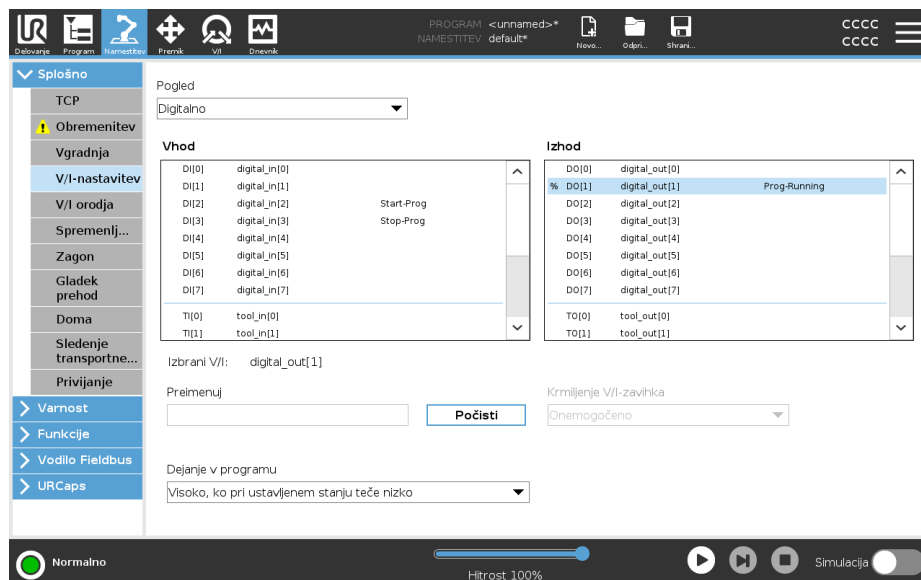 PROGRAM <unnamed>*
NAMESTITEV default*
CCCC
CCCC
Delovanje Program Namestitev Premik V/I Dnevnik Novo... Odpri... Shrani...
Splošno
TCP
Obremenitev
Vgradnja
V/I-nastavitev
V/I orodja
Spremenlj...
Zagon
Gladek
prehod
Doma
Sledenje
transportne...
Privijanje
Varnost
Funkcije
Vodilo Fieldbus
URCaps
Pogled
Digitalno
Vhod
DI[0] digital_in[0]
DI[1] digital_in[1]
DI[2] digital_in[2] Start-Prog
DI[3] digital_in[3] Stop-Prog
DI[4] digital_in[4]
DI[5] digital_in[5]
DI[6] digital_in[6]
DI[7] digital_in[7]
TI[0] tool_in[0]
TI[1] tool_in[1]
Izhod
DO[0] digital_out[0]
% DO[1] digital_out[1] Prog-Running
DO[2] digital_out[2]
DO[3] digital_out[3]
DO[4] digital_out[4]
DO[5] digital_out[5]
DO[6] digital_out[6]
DO[7] digital_out[7]
TO[0] tool_out[0]
TO[1] tool_out[1]
Izbrani V/I: digital_out[1]
Preimenuj
Počisti
Krmiljenje V/I-zavihka
Onemogočeno
Dejanje v programu
Visoko, ko pri ustavljenem stanju teče nizko
Normalno
Hitrost 100%
Simulacija